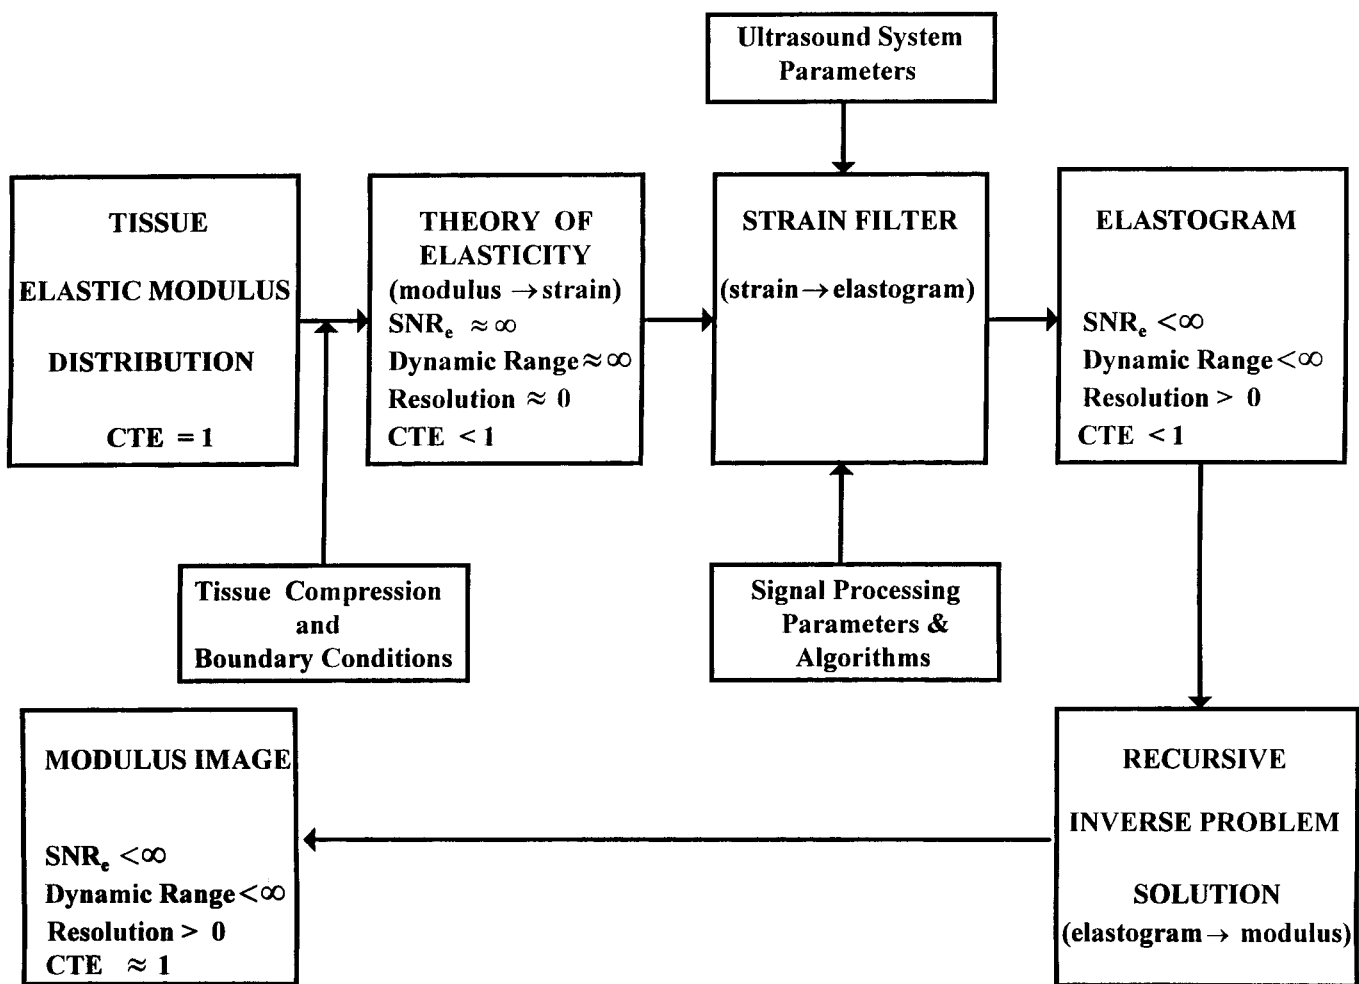 Ultrasound System
Parameters
TISSUE
ELASTIC MODULUS
DISTRIBUTION
CTE = 1
THEORY OF
ELASTICITY
(modulus → strain)
SNRₑ ≈ ∞
Dynamic Range ≈ ∞
Resolution ≈ 0
CTE < 1
STRAIN FILTER
(strain → elastogram)
ELASTOGRAM
SNRₑ < ∞
Dynamic Range < ∞
Resolution > 0
CTE < 1
Tissue Compression
and
Boundary Conditions
Signal Processing
Parameters &
Algorithms
RECURSIVE
INVERSE PROBLEM
SOLUTION
(elastogram → modulus)
MODULUS IMAGE
SNRₑ < ∞
Dynamic Range < ∞
Resolution > 0
CTE ≈ 1